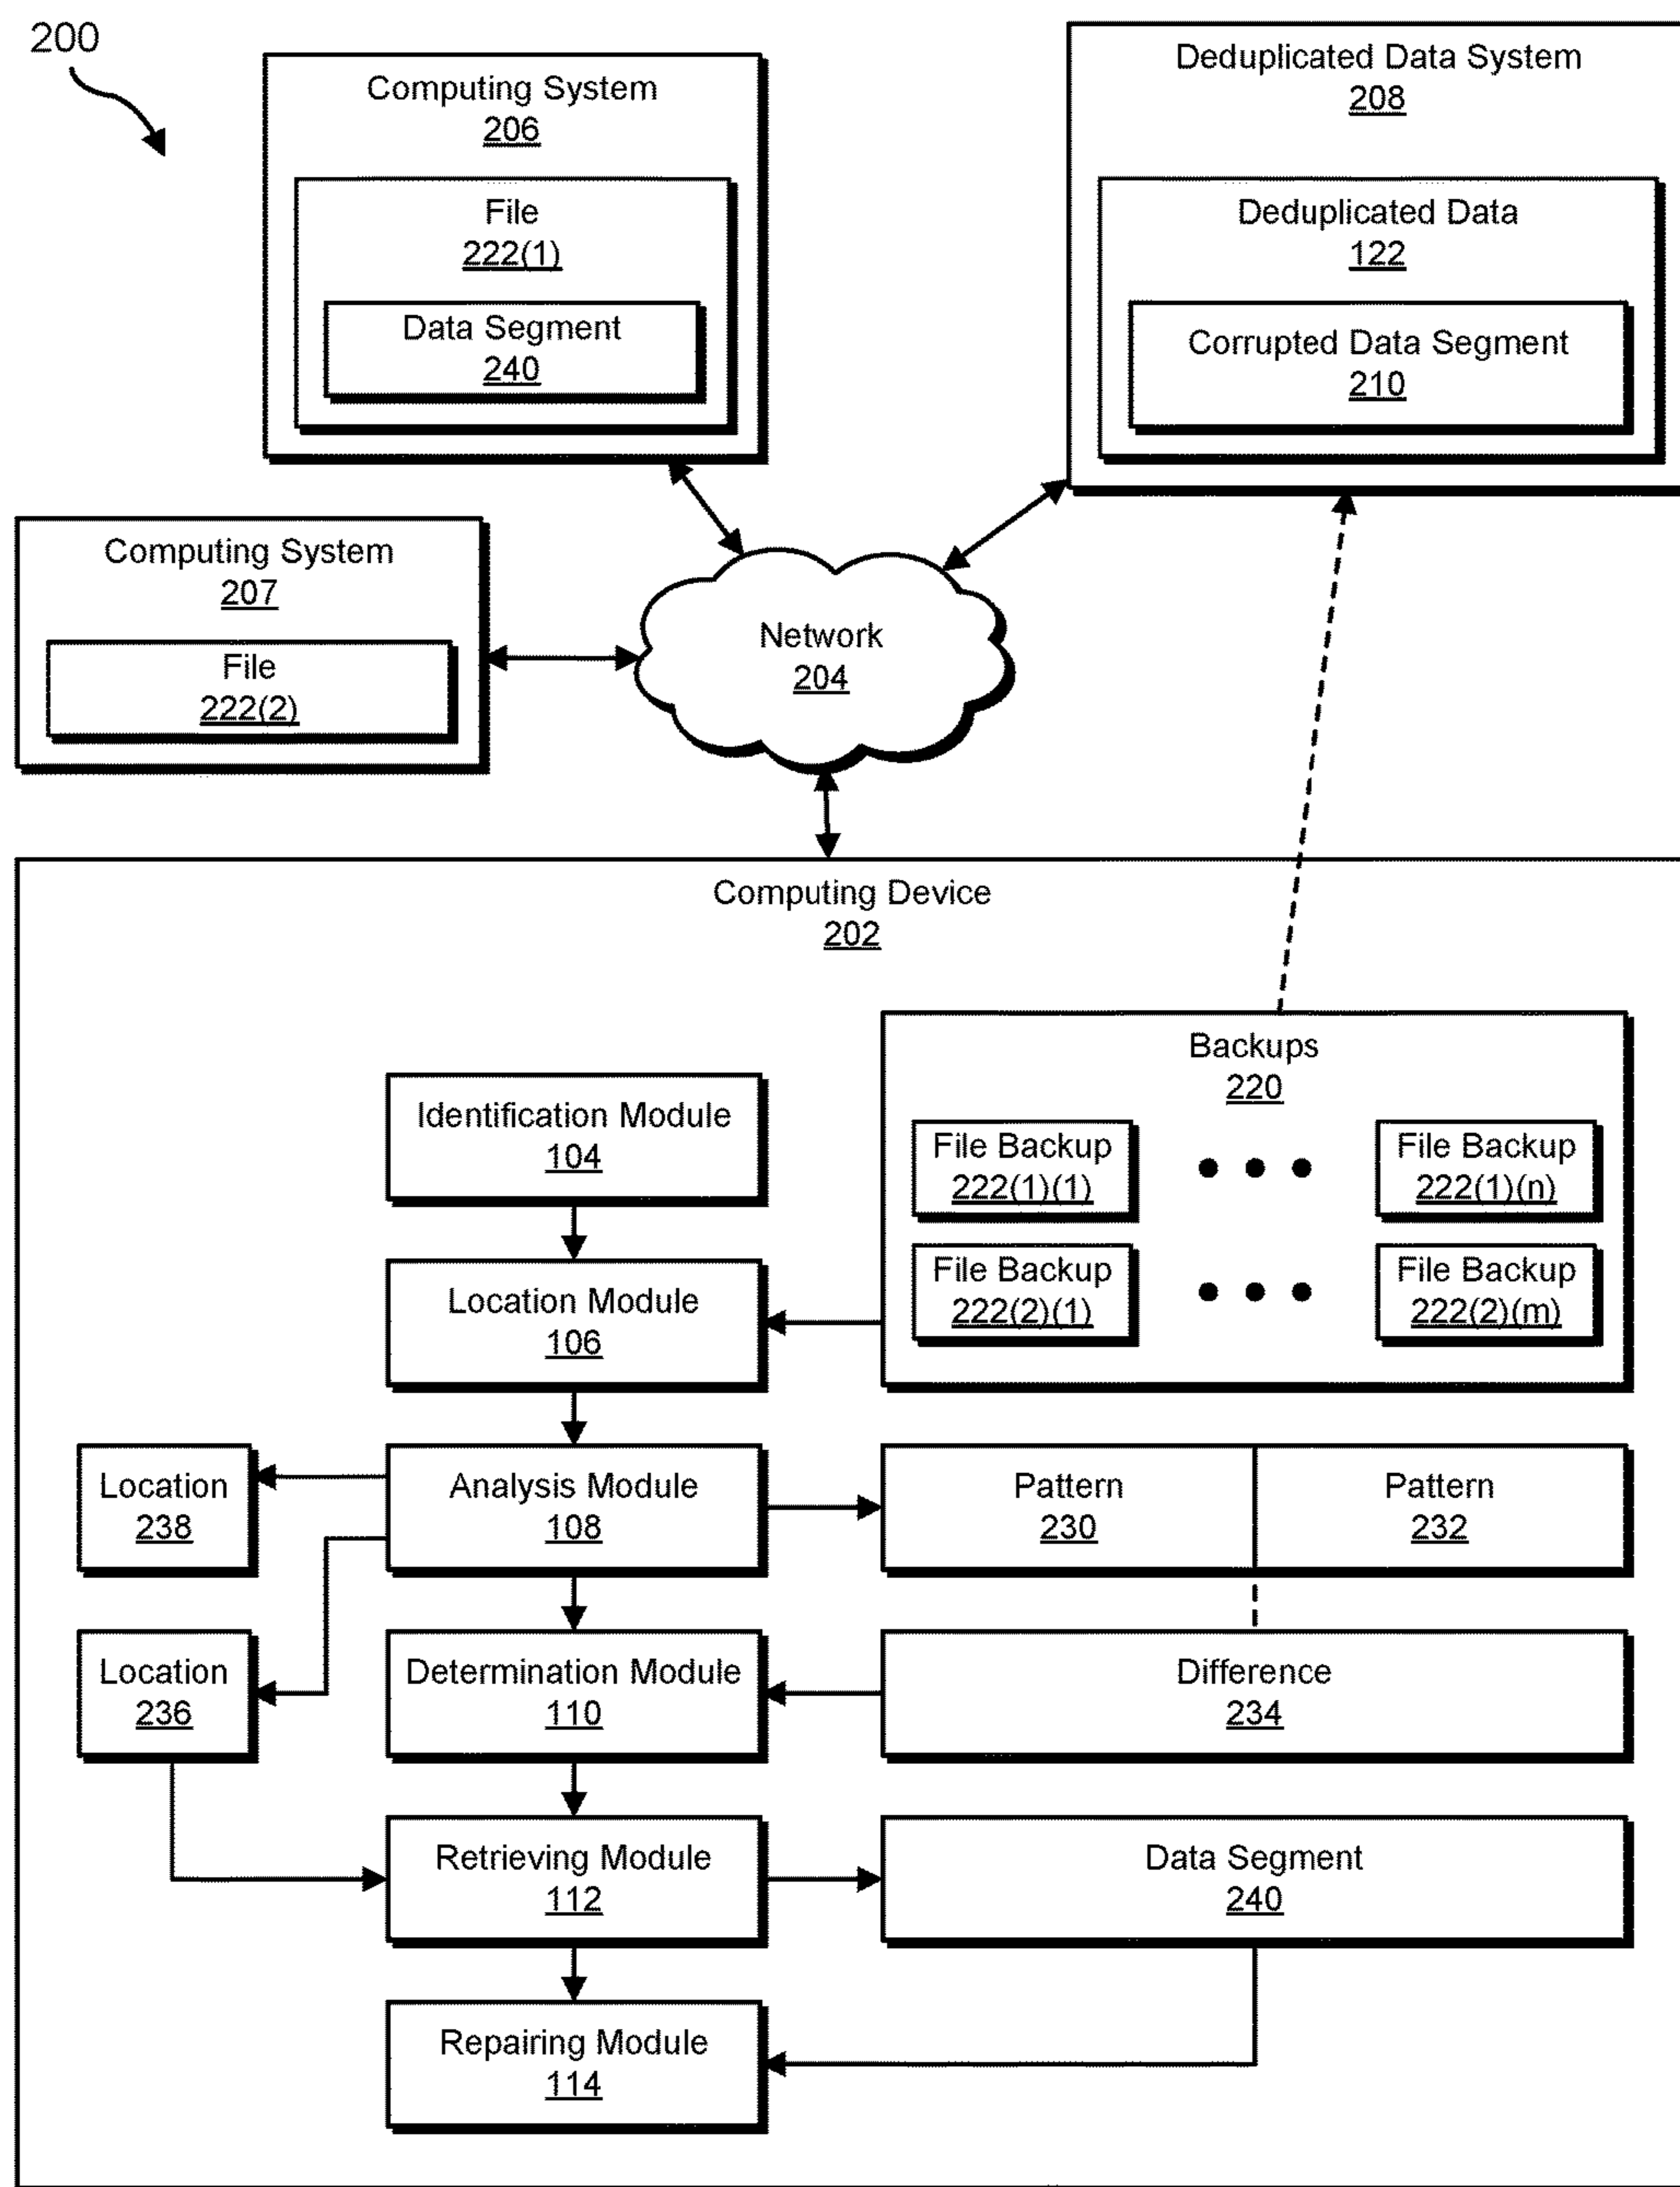 200
Computing System
206
File
222(1)
Data Segment
240
Deduplicated Data System
208
Deduplicated Data
122
Corrupted Data Segment
210
Computing System
207
File
222(2)
Network
204
Computing Device
202
Backups
220
File Backup
222(1)(1)
File Backup
222(1)(n)
File Backup
222(2)(1)
File Backup
222(2)(m)
Identification Module
104
Location Module
106
Location
238
Analysis Module
108
Pattern
230
Pattern
232
Location
236
Determination Module
110
Difference
234
Retrieving Module
112
Data Segment
240
Repairing Module
114